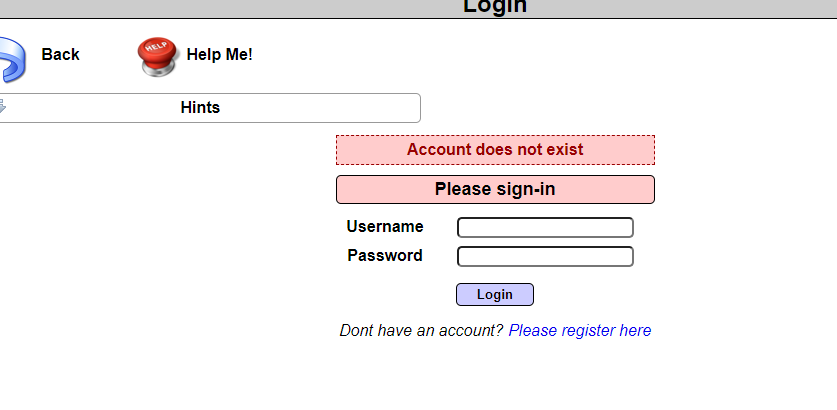 Login
Back
HELP
Help Me!
Hints
Account does not exist
Please sign-in
Username
Password
Login
Dont have an account? Please register here